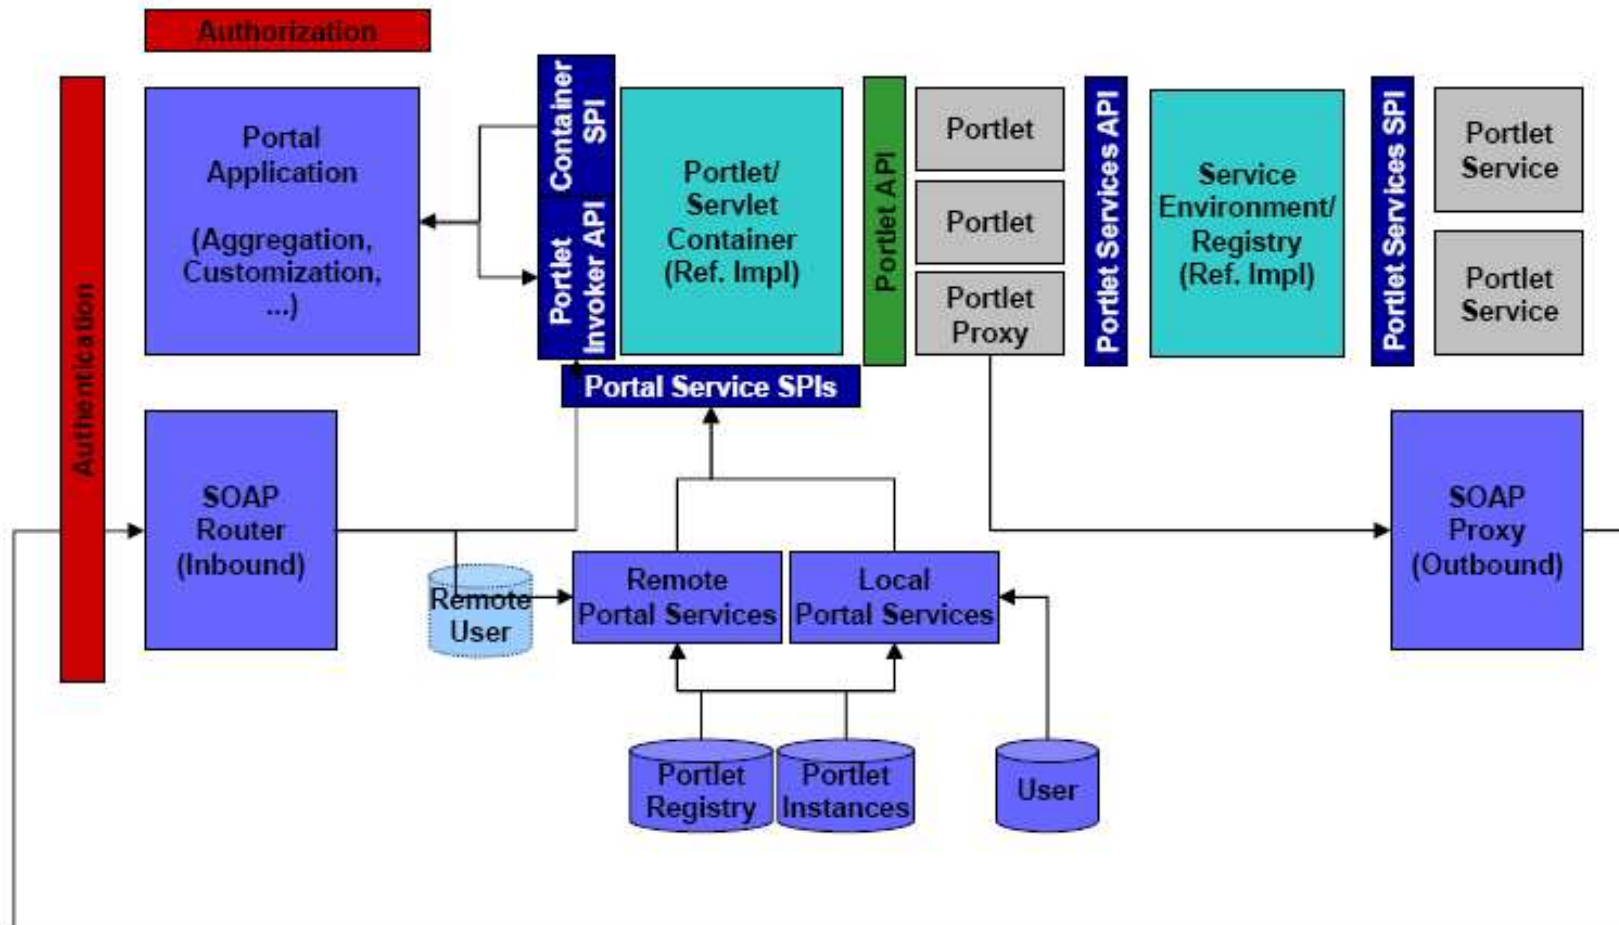 Authorization
Authentication
Portal
Application
(Aggregation,
Customization,
...)
Container
SPI
Portlet
Invoker API
Portlet/
Servlet
Container
(Ref. Impl)
Portlet API
Portlet
Portlet
Portlet
Proxy
Portlet Services API
Service
Environment/
Registry
(Ref. Impl)
Portlet Services SPI
Portlet
Service
Portlet
Service
Portal Service SPIs
SOAP
Router
(Inbound)
Remote
User
Remote
Portal Services
Local
Portal Services
SOAP
Proxy
(Outbound)
Portlet
Registry
Portlet
Instances
User